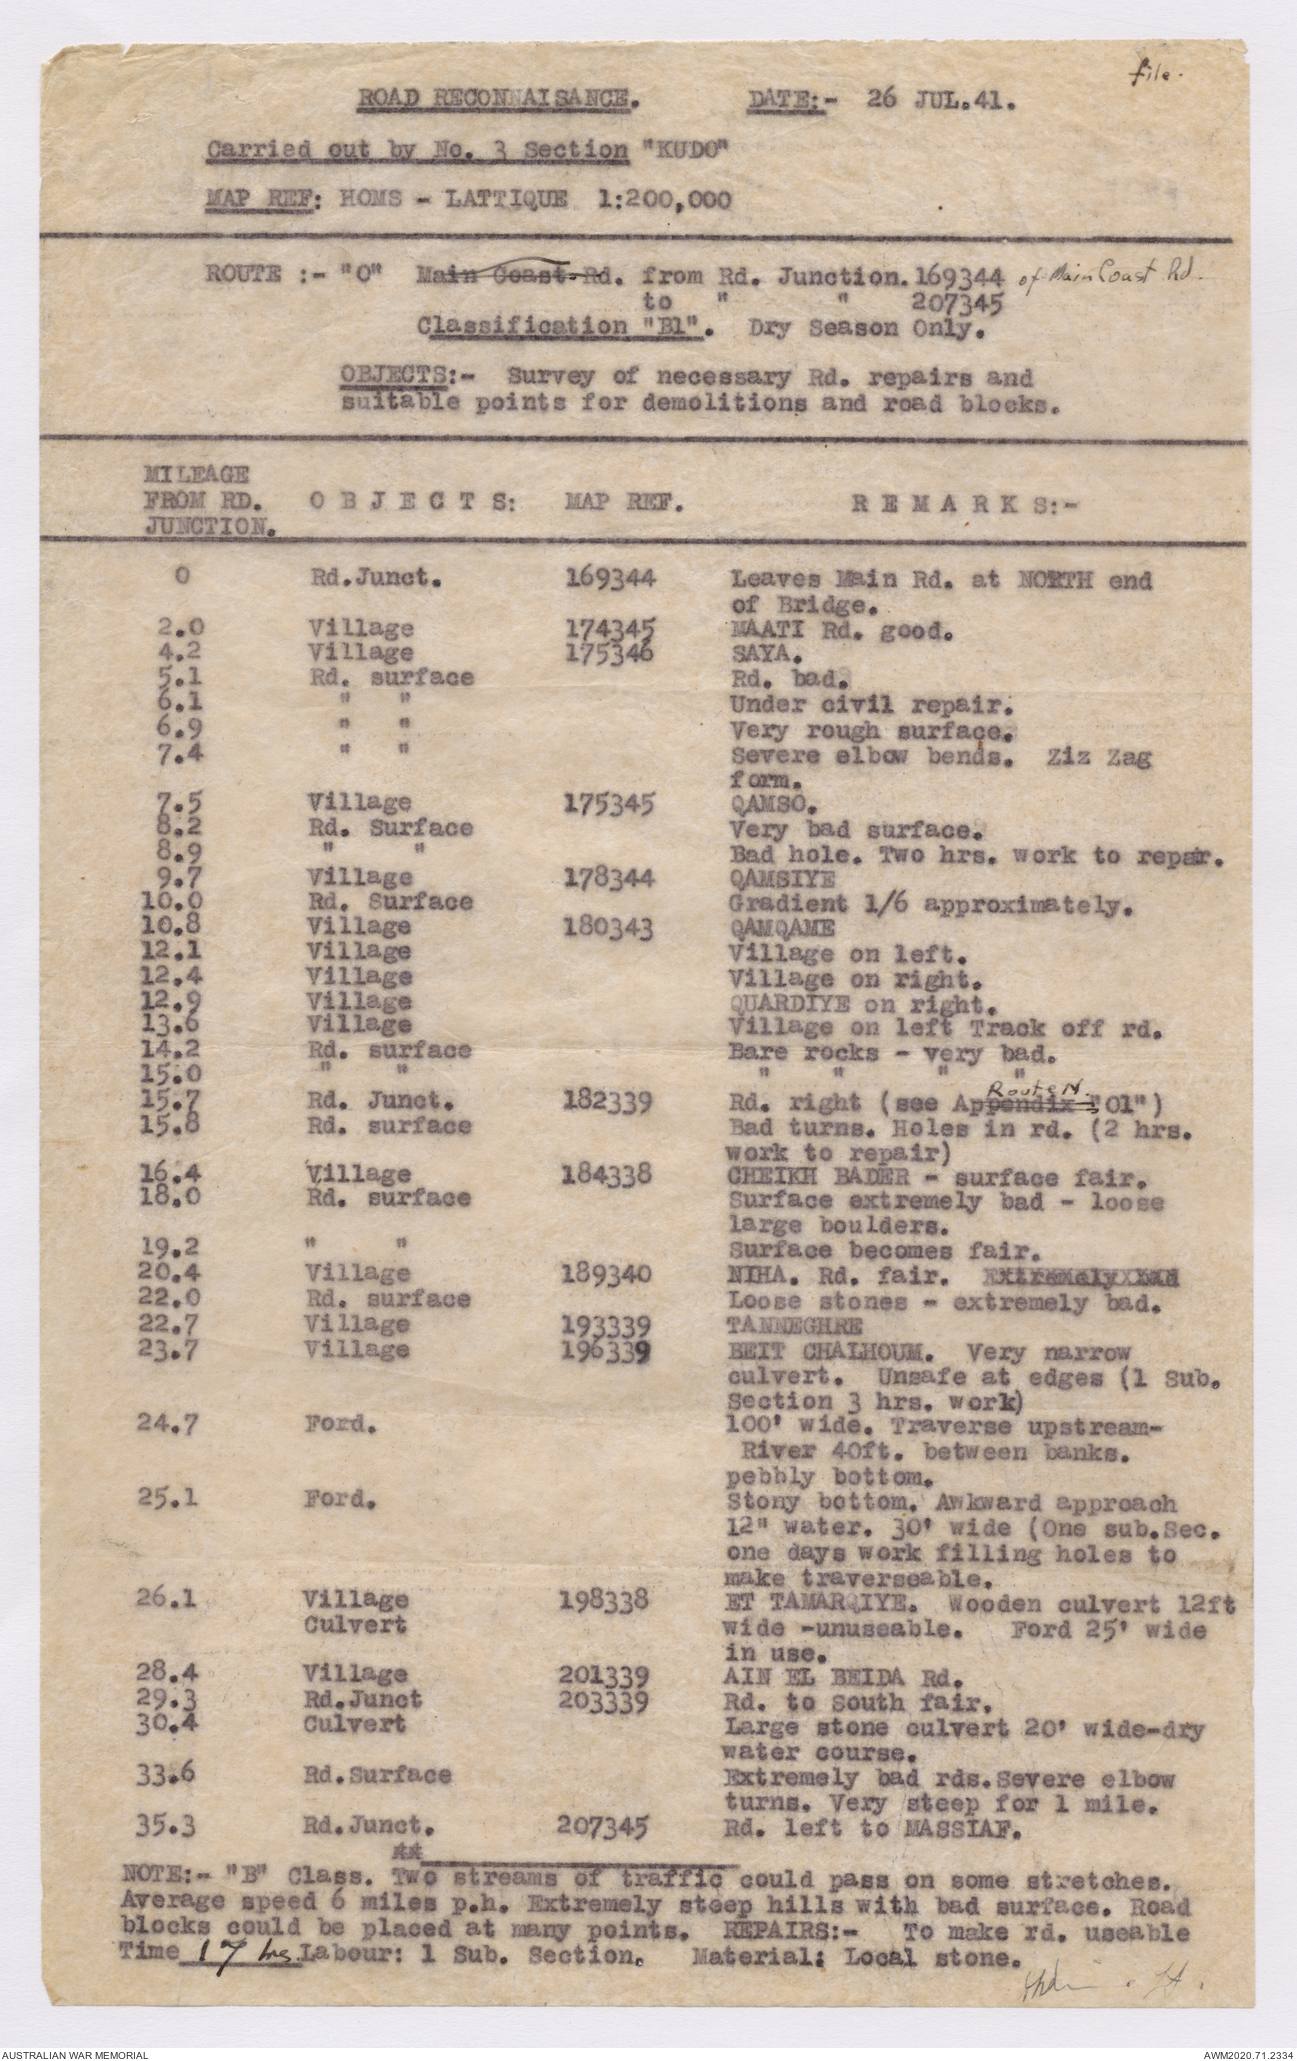 file.
ROAD RECONNAISANCE. DATE:- 26 JUL.41.
Carried out by No. 3 Section "KUDO"
MAP REF: HOMS - LATTIQUE 1:200,000
ROUTE :- "O" Main Coast Rd. from Rd. Junction. 169344 of Main Coast Rd.
to " " 207345
Classification "B1". Dry Season Only.
OBJECTS:- Survey of necessary Rd. repairs and
suitable points for demolitions and road blocks.
MILEAGE
FROM RD. O B J E C T S: MAP REF. R E M A R K S:-
JUNCTION.
0 Rd.Junct. 169344 Leaves Main Rd. at NORTH end
of Bridge.
2.0 Village 174345 MAATI Rd. good.
4.2 Village 175346 SAYA.
5.1 Rd. surface Rd. bad.
6.1 " " Under civil repair.
6.9 " " Very rough surface.
7.4 " " Severe elbow bends. Ziz Zag
form.
7.5 Village 175345 QAMSO.
8.2 Rd. Surface Very bad surface.
8.9 " " Bad hole. Two hrs. work to repair.
9.7 Village 178344 QAMSIYE
10.0 Rd. Surface Gradient 1/6 approximately.
10.8 Village 180343 QAMQAME
12.1 Village Village on left.
12.4 Village Village on right.
12.9 Village QUARDIYE on right.
13.6 Village Village on left Track off rd.
14.2 Rd. surface Bare rocks - very bad.
15.0 " " " " " "
Route N.
15.7 Rd. Junct. 182339 Rd. right (see Appendix "O1")
15.8 Rd. surface Bad turns. Holes in rd. (2 hrs.
work to repair)
16.4 Village 184338 CHEIKH BADER - surface fair.
18.0 Rd. surface Surface extremely bad - loose
large boulders.
19.2 " " Surface becomes fair.
20.4 Village 189340 NIHA. Rd. fair. Extremely bad
22.0 Rd. surface Loose stones - extremely bad.
22.7 Village 193339 TANNEGHRE
23.7 Village 196339 BEIT CHALHOUM. Very narrow
culvert. Unsafe at edges (1 Sub.
Section 3 hrs. work)
24.7 Ford. 100' wide. Traverse upstream-
River 40ft. between banks.
pebbly bottom.
25.1 Ford. Stony bottom. Awkward approach
12" water. 30' wide (One sub.Sec.
one days work filling holes to
make traverseable.
26.1 Village 198338 ET TAMARQIYE. Wooden culvert 12ft
Culvert wide -unuseable. Ford 25' wide
in use.
28.4 Village 201339 AIN EL BEIDA Rd.
29.3 Rd.Junct 203339 Rd. to South fair.
30.4 Culvert Large stone culvert 20' wide-dry
water course.
33.6 Rd.Surface Extremely bad rds.Severe elbow
turns. Very steep for 1 mile.
35.3 Rd.Junct. 207345 Rd. left to MASSIAF.
**
NOTE:- "B" Class. Two streams of traffic could pass on some stretches.
Average speed 6 miles p.h. Extremely steep hills with bad surface. Road
blocks could be placed at many points. REPAIRS:- To make rd. useable
Time 17 hrs Labour: 1 Sub. Section. Material: Local stone.
Lt.
AUSTRALIAN WAR MEMORIAL AWM2020.71.2334